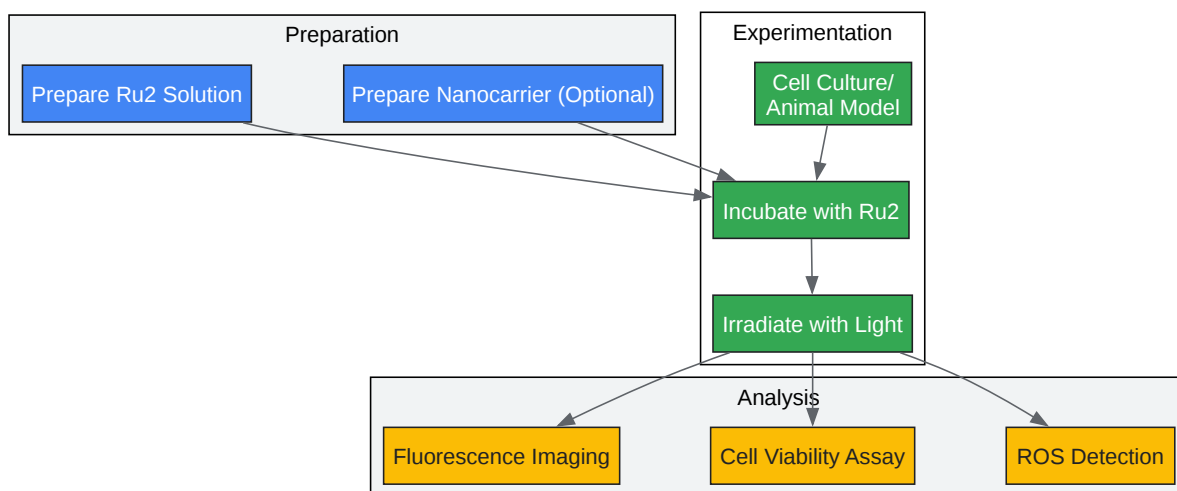 Preparation
Prepare Ru2 Solution
Prepare Nanocarrier (Optional)
Experimentation
Cell Culture/
Animal Model
Incubate with Ru2
Irradiate with Light
Analysis
Fluorescence Imaging
Cell Viability Assay
ROS Detection